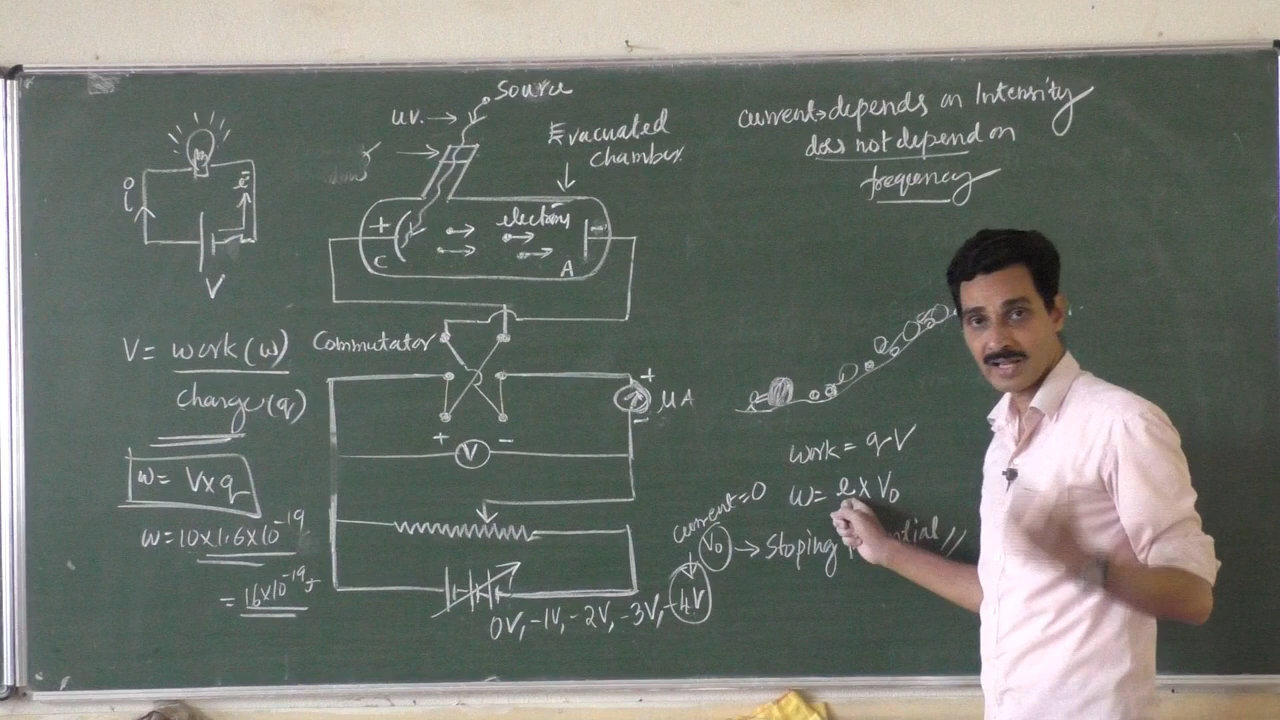 Source
u.v. →
Evacuated
chamber
+
C
electrons
-
A
i
e-
V
V = work(w)
charge(q)
w = V×q
w = 10×1.6×10^-19
= 16×10^-19 J
Commutator
+
-
V
+
μA
-
0V, -1V, -2V, -3V, -4V
current → depends on Intensity
does not depend on
frequency
work = qV
w = e × V0
current = 0
V0 → Stoping